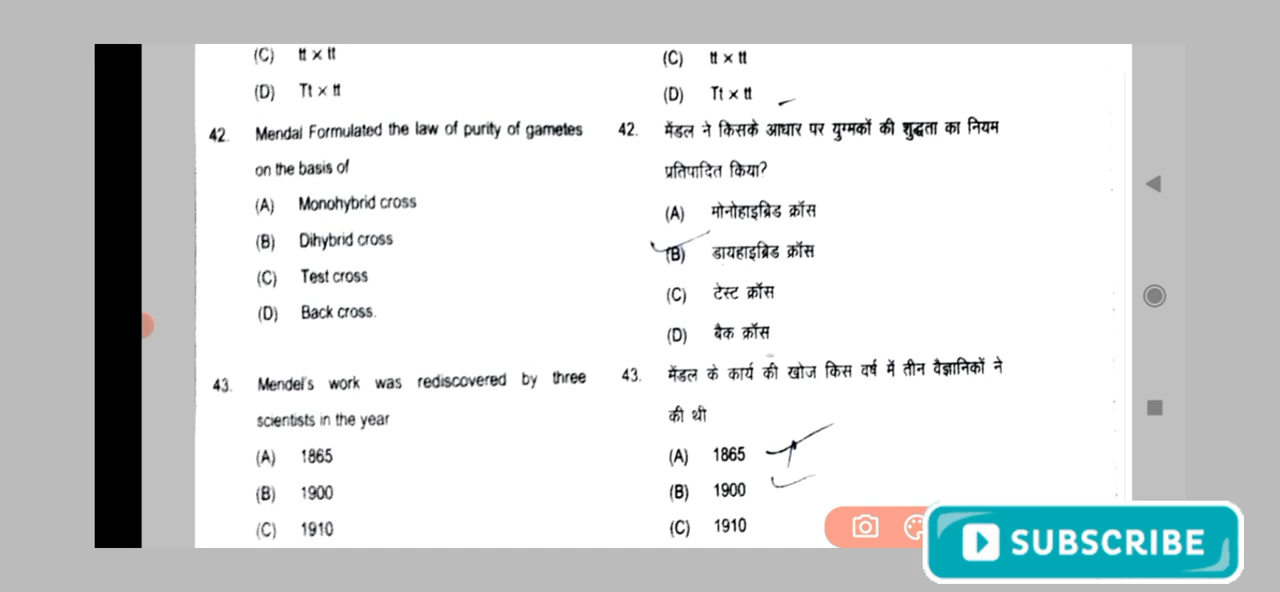 (C) tt × tt
(D) Tt × tt
42. Mendal Formulated the law of purity of gametes
on the basis of
(A) Monohybrid cross
(B) Dihybrid cross
(C) Test cross
(D) Back cross.
43. Mendel's work was rediscovered by three
scientists in the year
(A) 1865
(B) 1900
(C) 1910
(C) tt × tt
(D) Tt × tt
42. मेंडल ने किसके आधार पर युग्मकों की शुद्धता का नियम
प्रतिपादित किया?
(A) मोनोहाइब्रिड क्रॉस
(B) डायहाइब्रिड क्रॉस
(C) टेस्ट क्रॉस
(D) बैक क्रॉस
43. मेंडल के कार्य की खोज किस वर्ष में तीन वैज्ञानिकों ने
की थी
(A) 1865
(B) 1900
(C) 1910
SUBSCRIBE